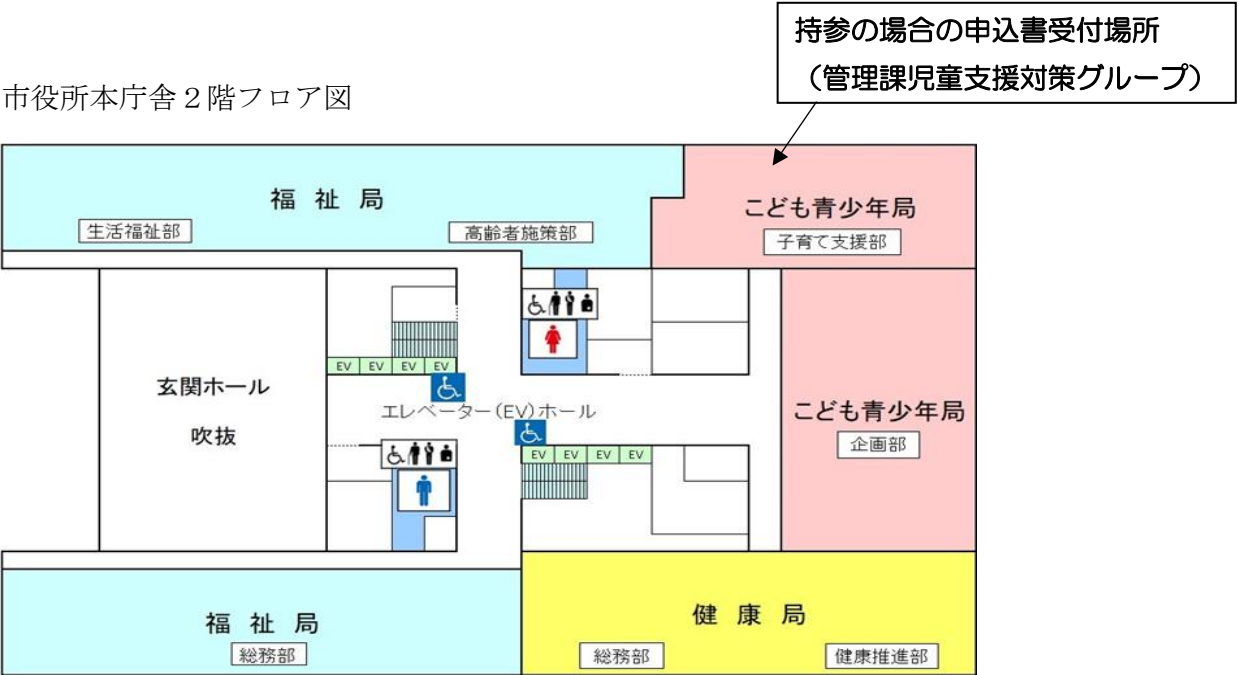 持参の場合の申込書受付場所
（管理課児童支援対策グループ）
市役所本庁舎２階フロア図
福祉局
生活福祉部
高齢者施策部
こども青少年局
子育て支援部
EV EV EV EV
玄関ホール
吹抜
エレベーター(EV)ホール
こども青少年局
企画部
EV EV EV EV
福祉局
総務部
健康局
総務部
健康推進部